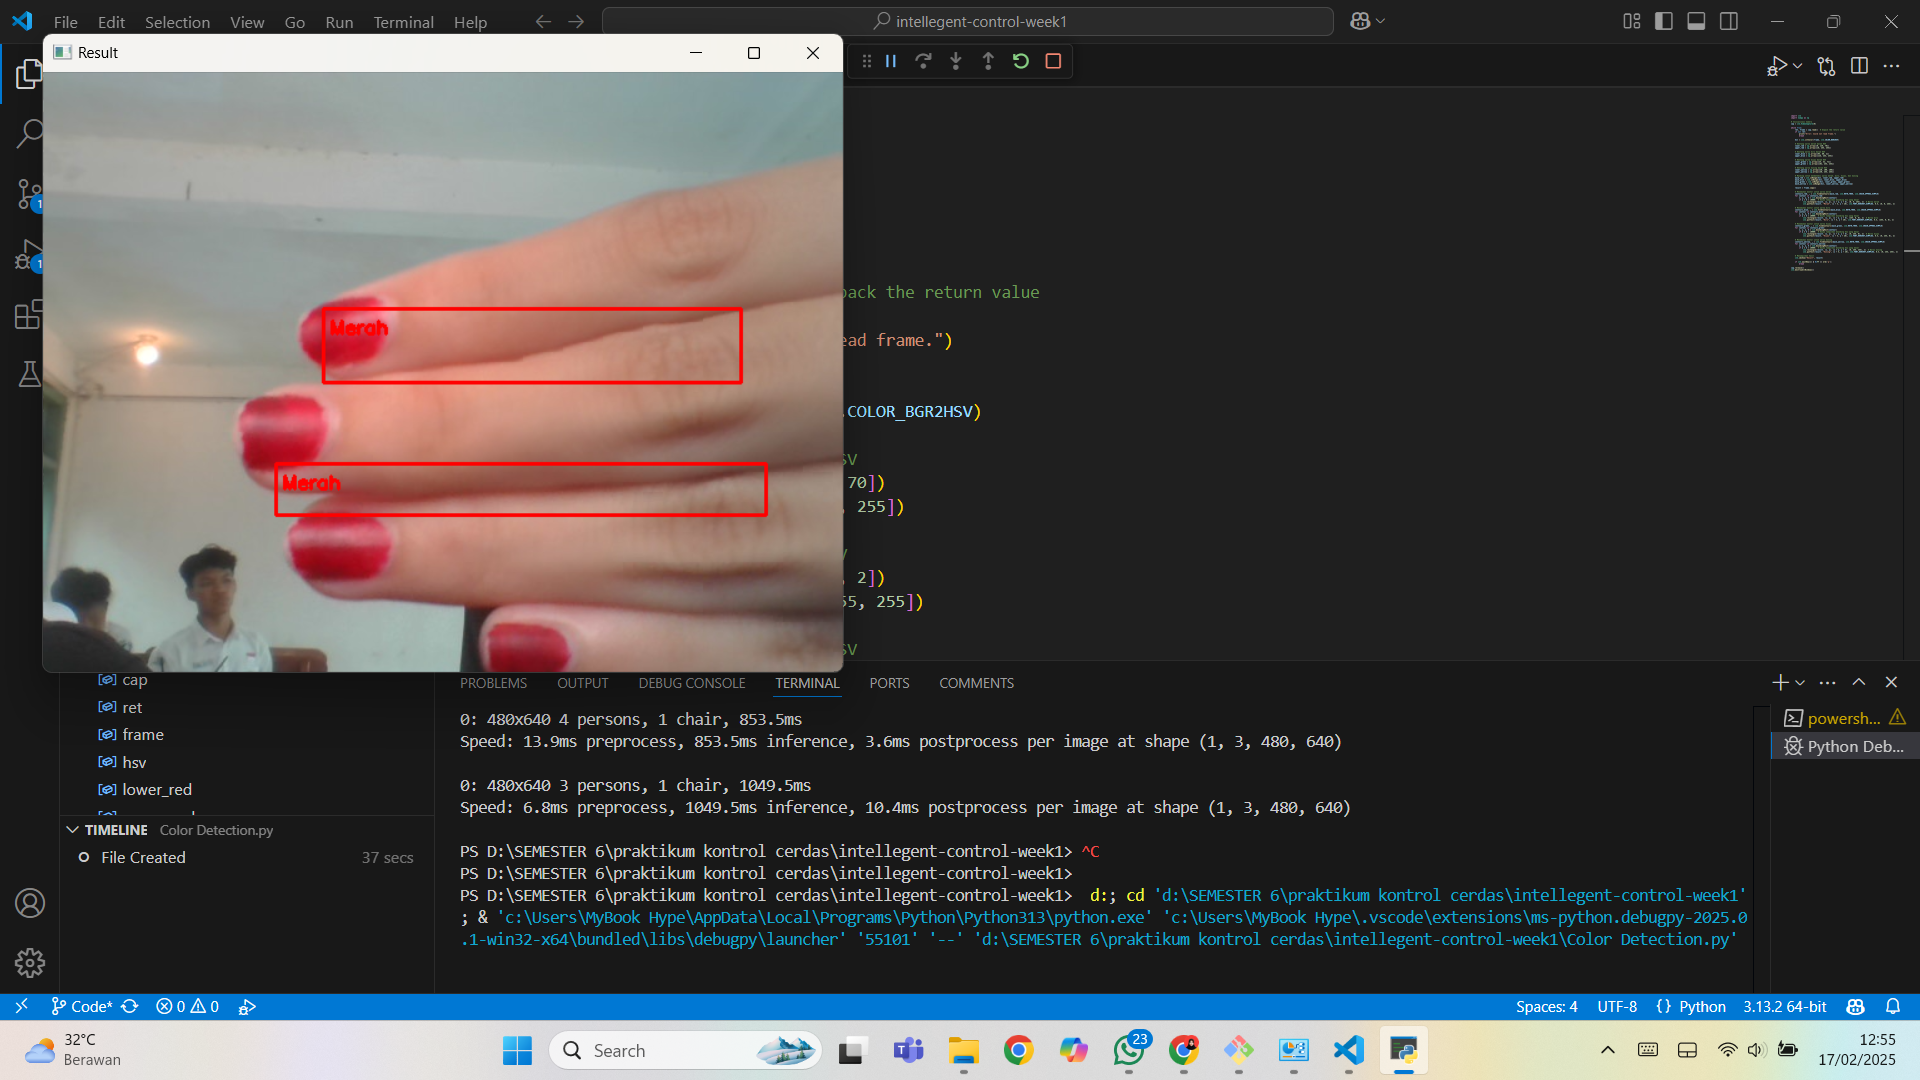 File Edit Selection View Go Run Terminal Help
intellegent-control-week1
Result
Merah
Merah
back the return value
ead frame.")
COLOR_BGR2HSV)
SV
70])
, 255])
V
, 2])
55, 255])
SV
1
1
cap
ret
frame
hsv
lower_red
TIMELINE Color Detection.py
File Created 37 secs
PROBLEMS OUTPUT DEBUG CONSOLE TERMINAL PORTS COMMENTS
powersh...
Python Deb...
0: 480x640 4 persons, 1 chair, 853.5ms
Speed: 13.9ms preprocess, 853.5ms inference, 3.6ms postprocess per image at shape (1, 3, 480, 640)
0: 480x640 3 persons, 1 chair, 1049.5ms
Speed: 6.8ms preprocess, 1049.5ms inference, 10.4ms postprocess per image at shape (1, 3, 480, 640)
PS D:\SEMESTER 6\praktikum kontrol cerdas\intellegent-control-week1> ^C
PS D:\SEMESTER 6\praktikum kontrol cerdas\intellegent-control-week1>
PS D:\SEMESTER 6\praktikum kontrol cerdas\intellegent-control-week1>  d:; cd 'd:\SEMESTER 6\praktikum kontrol cerdas\intellegent-control-week1'
; & 'c:\Users\MyBook Hype\AppData\Local\Programs\Python\Python313\python.exe' 'c:\Users\MyBook Hype\.vscode\extensions\ms-python.debugpy-2025.0
.1-win32-x64\bundled\libs\debugpy\launcher' '55101' '--' 'd:\SEMESTER 6\praktikum kontrol cerdas\intellegent-control-week1\Color Detection.py'
Code* 0 0
Spaces: 4 UTF-8 {} Python 3.13.2 64-bit
32°C
Berawan
Search
23
12:55
17/02/2025